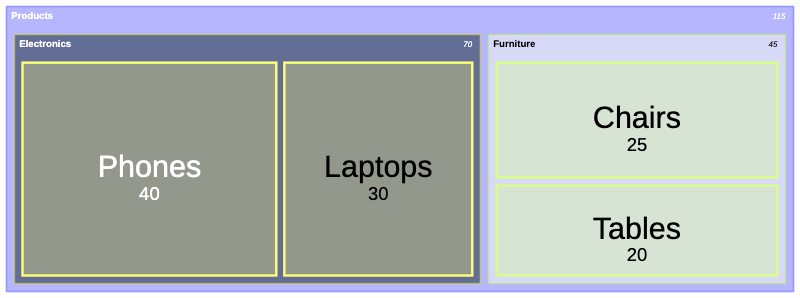 Products 115
Electronics 70
Furniture 45
Phones
40
Laptops
30
Chairs
25
Tables
20